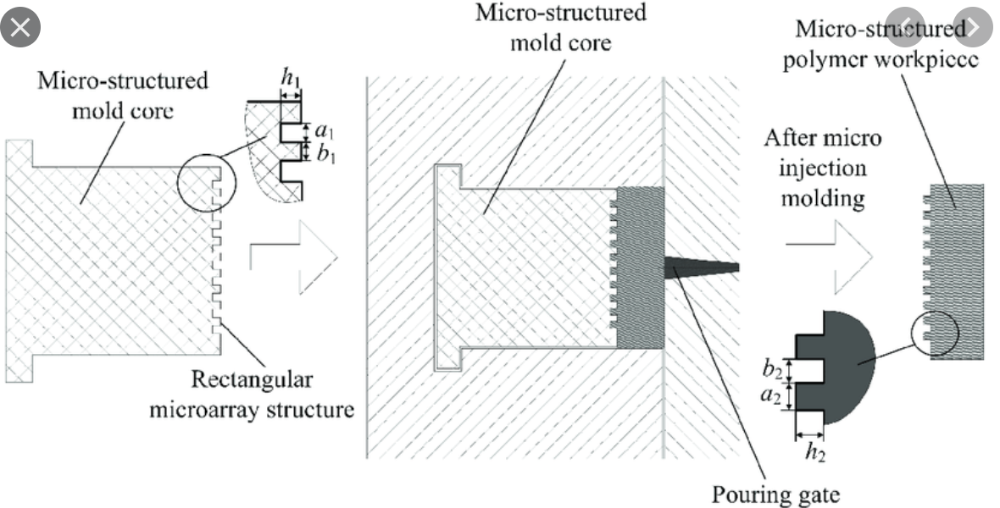 Micro-structured
mold core
h1
a1
b1
Rectangular
microarray structure
Micro-structured
mold core
Pouring gate
After micro
injection
molding
Micro-structured
polymer workpiece
b2
a2
h2